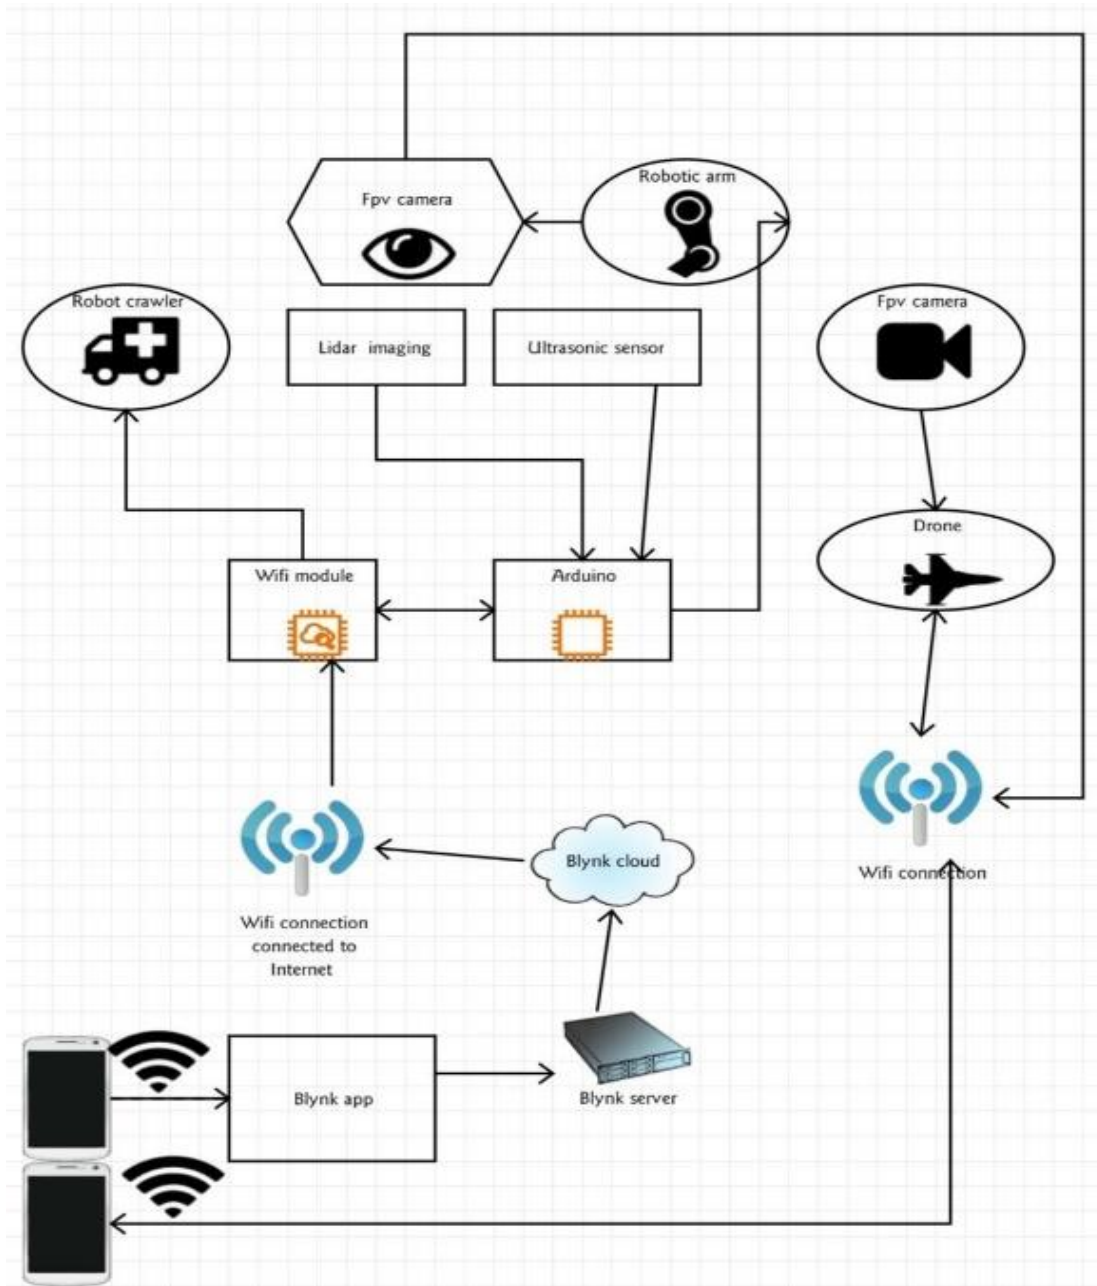 Robotic arm
Fpv camera
Robot crawler
Fpv camera
Lidar imaging
Ultrasonic sensor
Drone
Wifi module
Arduino
Blynk cloud
Wifi connection
Wifi connection
connected to
Internet
Blynk app
Blynk server